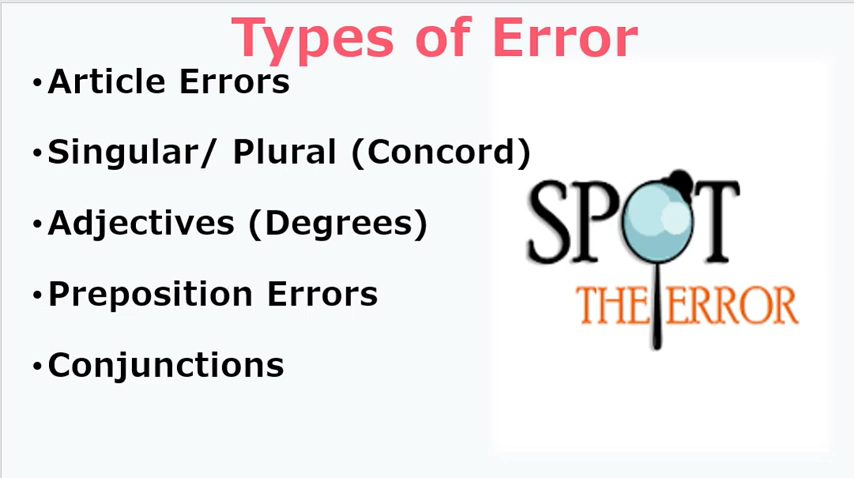 Types of Error
•Article Errors
•Singular/ Plural (Concord)
•Adjectives (Degrees)
•Preposition Errors
•Conjunctions
SPOT
THE ERROR